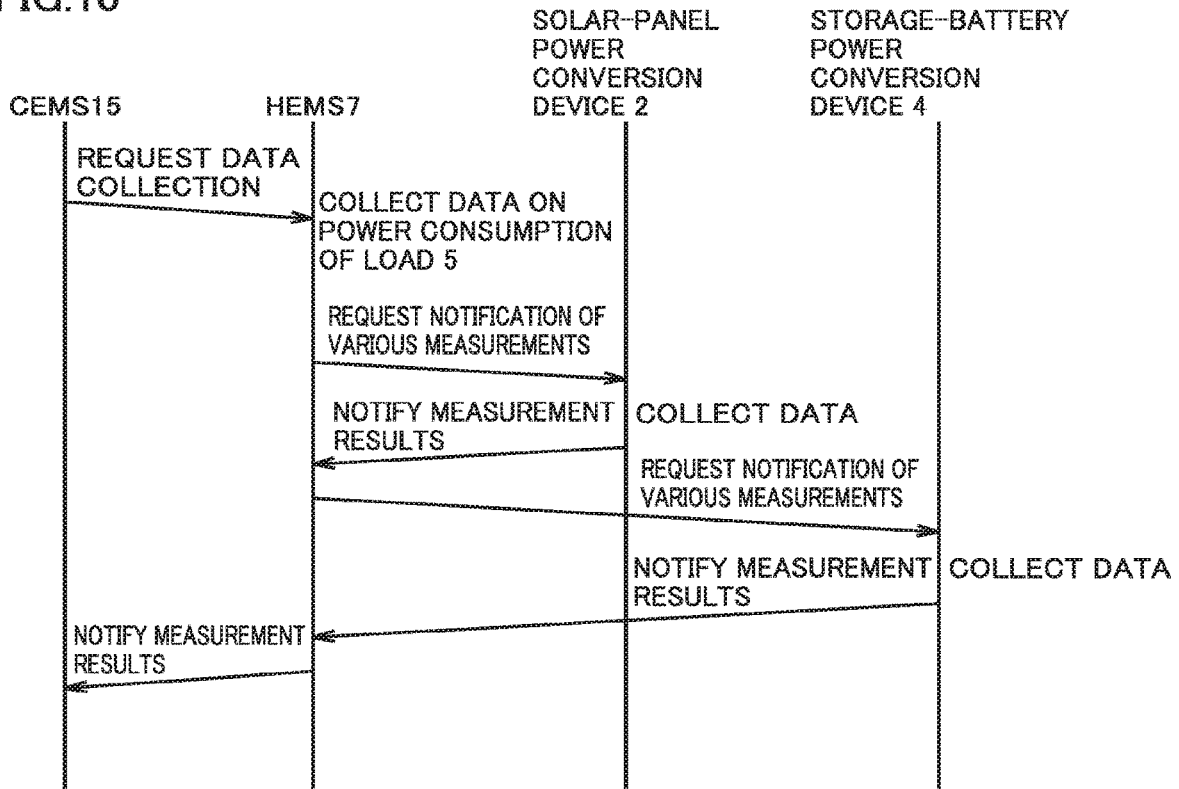 SOLAR-PANEL
POWER
CONVERSION
DEVICE 2
STORAGE-BATTERY
POWER
CONVERSION
DEVICE 4
CEMS15
HEMS7
REQUEST DATA
COLLECTION
COLLECT DATA ON
POWER CONSUMPTION
OF LOAD 5
REQUEST NOTIFICATION OF
VARIOUS MEASUREMENTS
NOTIFY MEASUREMENT
RESULTS
COLLECT DATA
REQUEST NOTIFICATION OF
VARIOUS MEASUREMENTS
NOTIFY MEASUREMENT
RESULTS
COLLECT DATA
NOTIFY MEASUREMENT
RESULTS